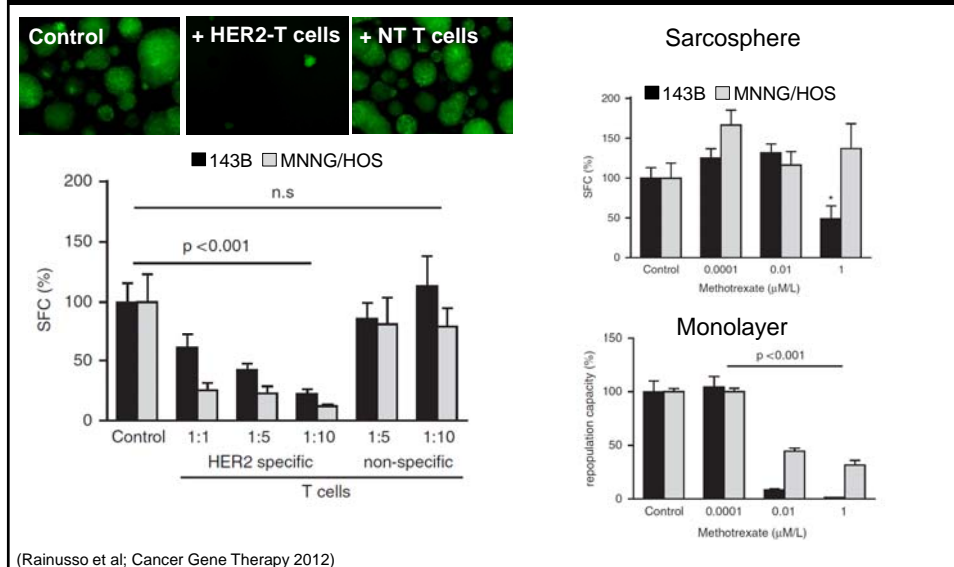 Control
+ HER2-T cells
+ NT T cells
143B MNNG/HOS
200
150
100
50
0
SFC (%)
n.s
p <0.001
Control 1:1 1:5 1:10 1:5 1:10
HER2 specific non-specific
T cells
Sarcosphere
143B MNNG/HOS
200
150
100
50
0
SFC (%)
*
Control 0.0001 0.01 1
Methotrexate (μM/L)
Monolayer
p <0.001
150
100
50
0
repopulation capacity (%)
Control 0.0001 0.01 1
Methotrexate (μM/L)
(Rainusso et al; Cancer Gene Therapy 2012)